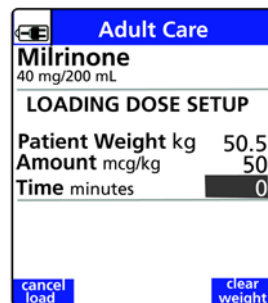 Adult Care
Milrinone
40 mg/200 mL
LOADING DOSE SETUP
Patient Weight kg 50.5
Amount mcg/kg 50
Time minutes 0
cancel load
clear weight